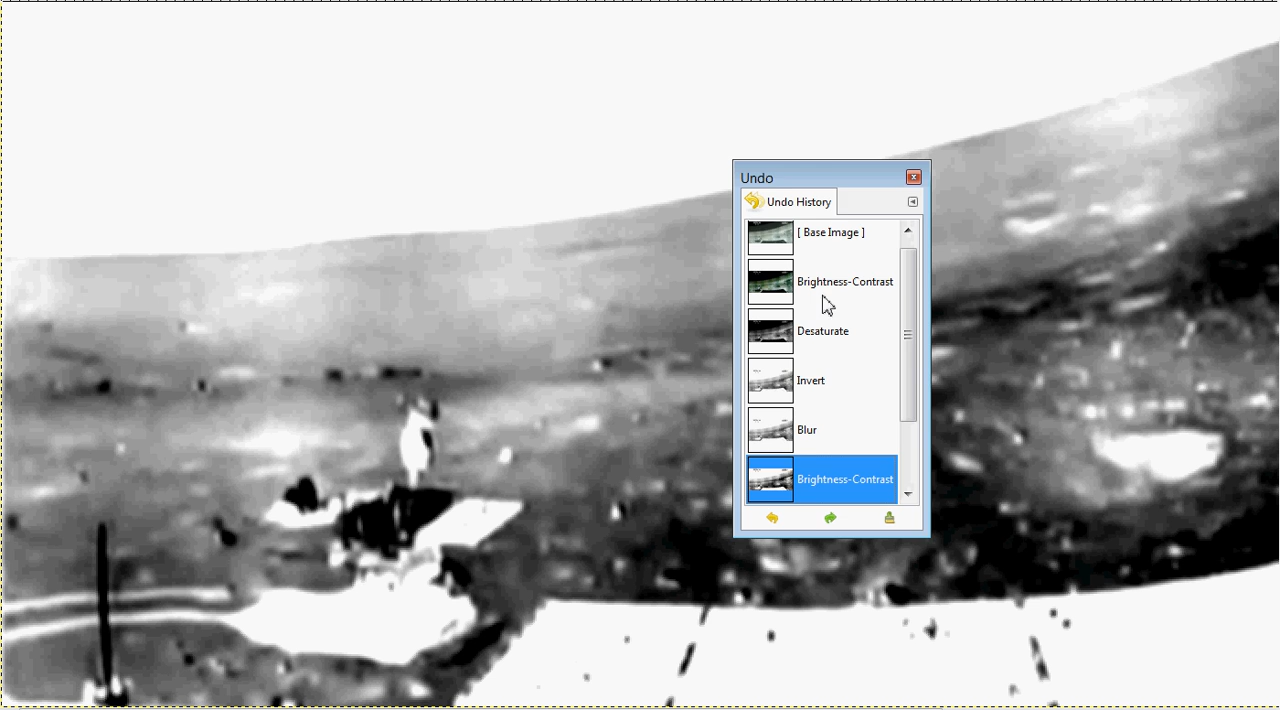 Undo
Undo History
[ Base Image ]
Brightness-Contrast
Desaturate
Invert
Blur
Brightness-Contrast